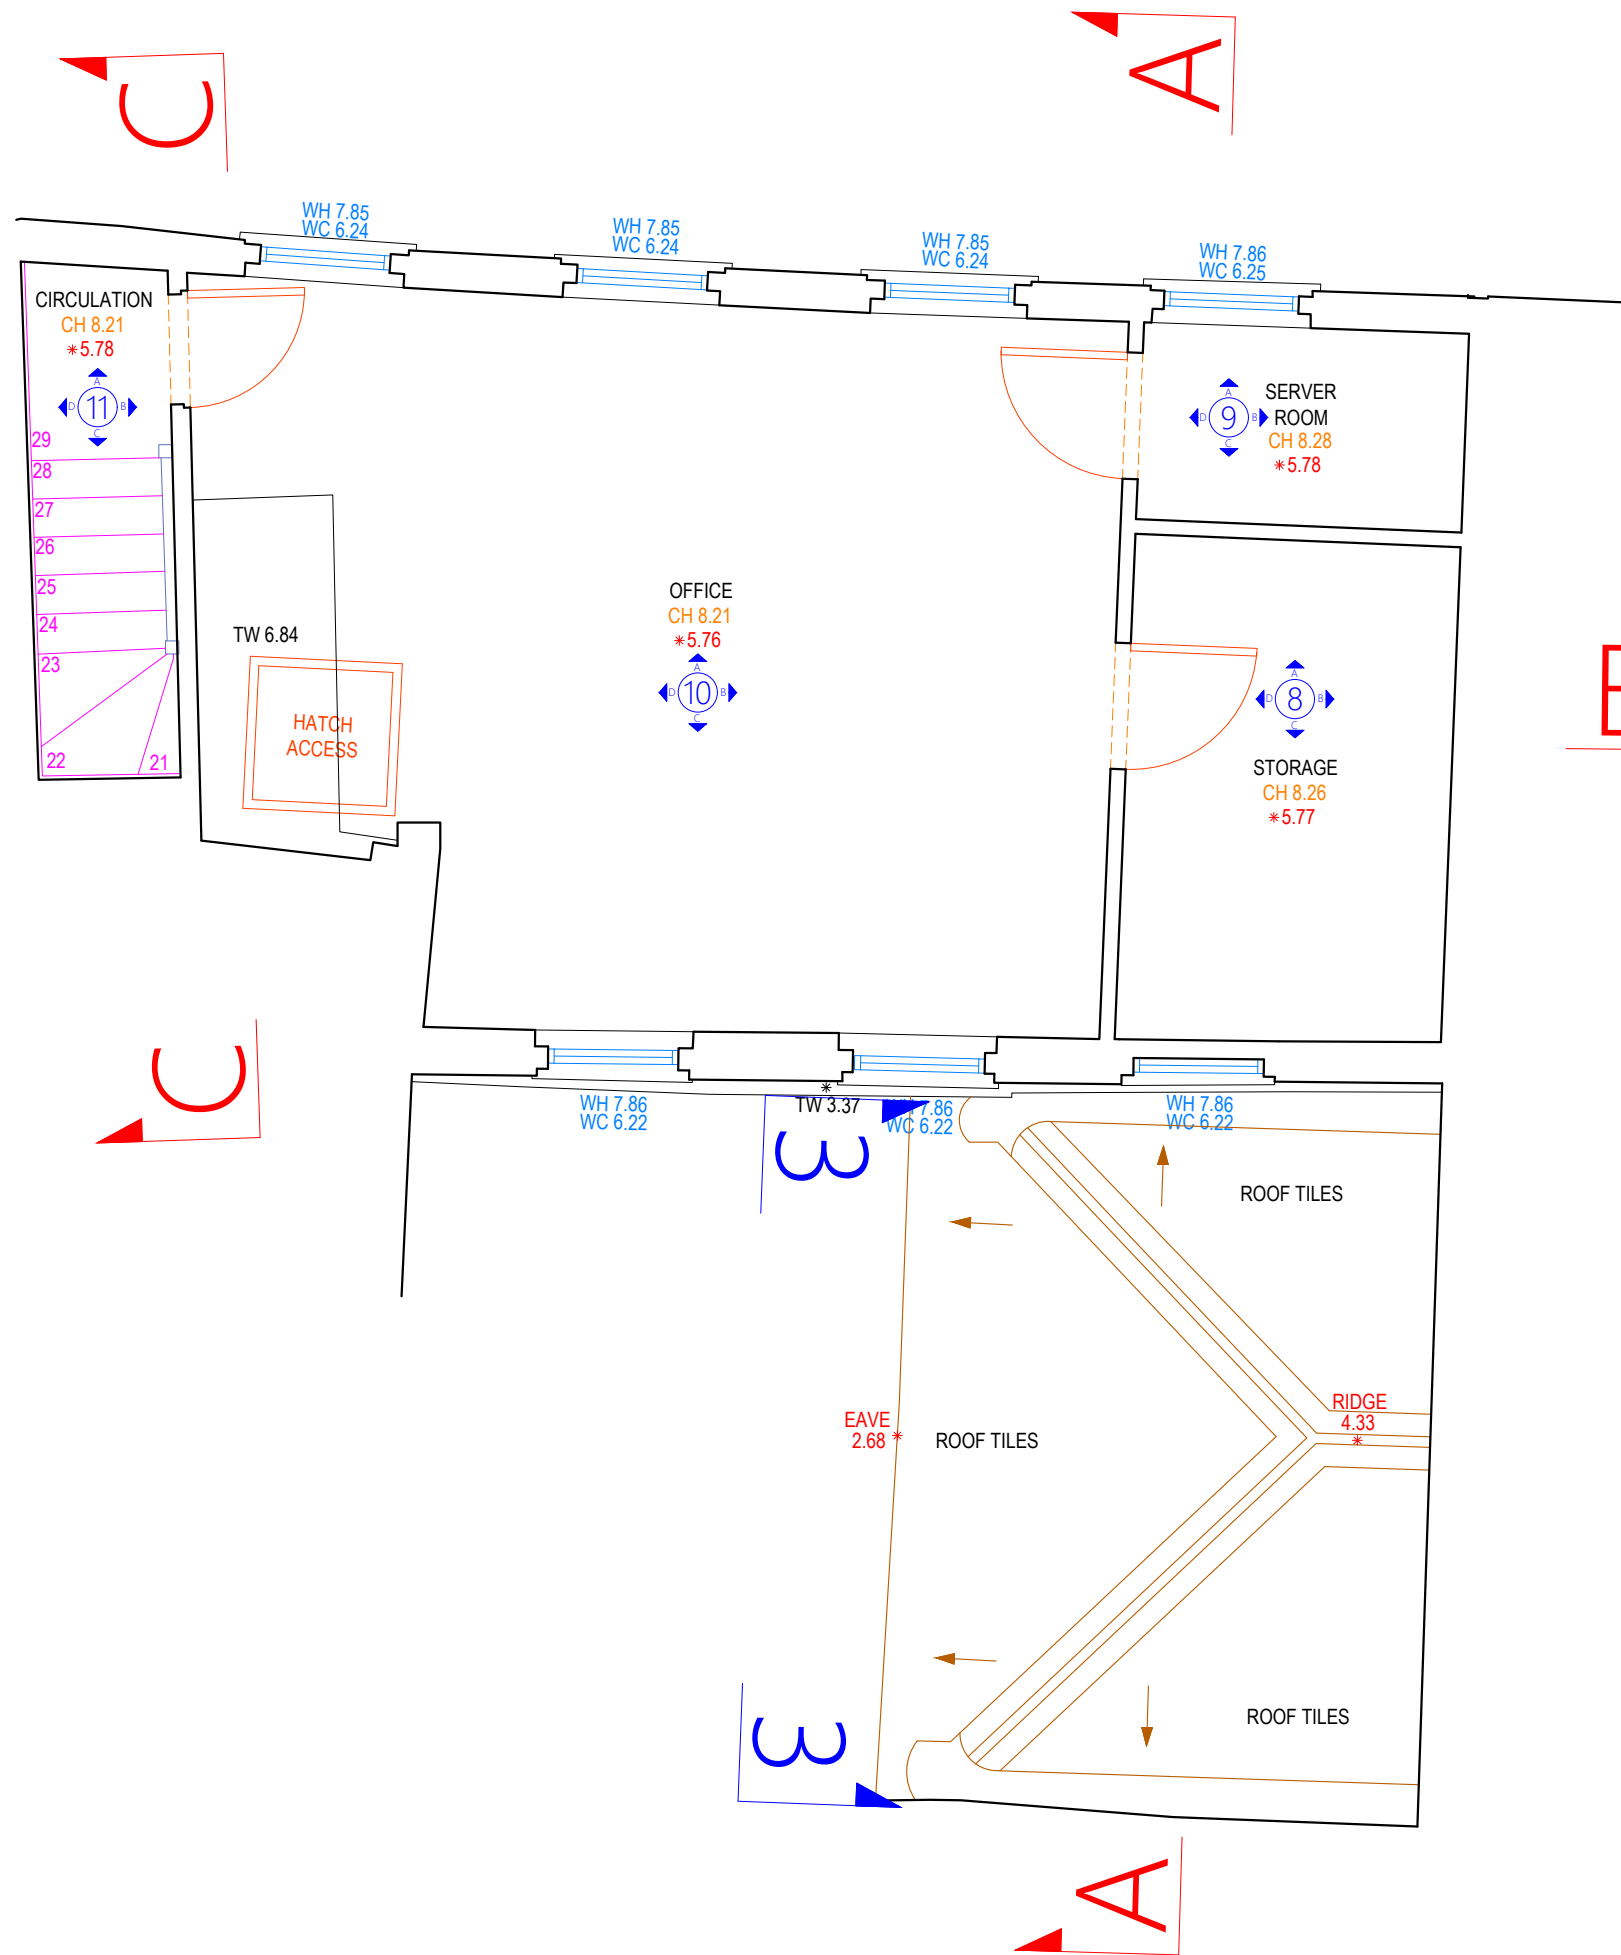 C
A
WH 7.85
WC 6.24
WH 7.85
WC 6.24
WH 7.85
WC 6.24
WH 7.86
WC 6.25
CIRCULATION
CH 8.21
*5.78
A
D 11 B
C
SERVER
ROOM
CH 8.28
*5.78
A
D 9 B
C
29
28
27
26
25
24
23
22
21
TW 6.84
HATCH
ACCESS
OFFICE
CH 8.21
*5.76
A
D 10 B
C
A
D 8 B
C
STORAGE
CH 8.26
*5.77
C
WH 7.86
WC 6.22
*
TW 3.37
7.86
WC 6.22
WH 7.86
WC 6.22
3
ROOF TILES
EAVE
2.68 *
ROOF TILES
RIDGE
4.33
*
ROOF TILES
3
A